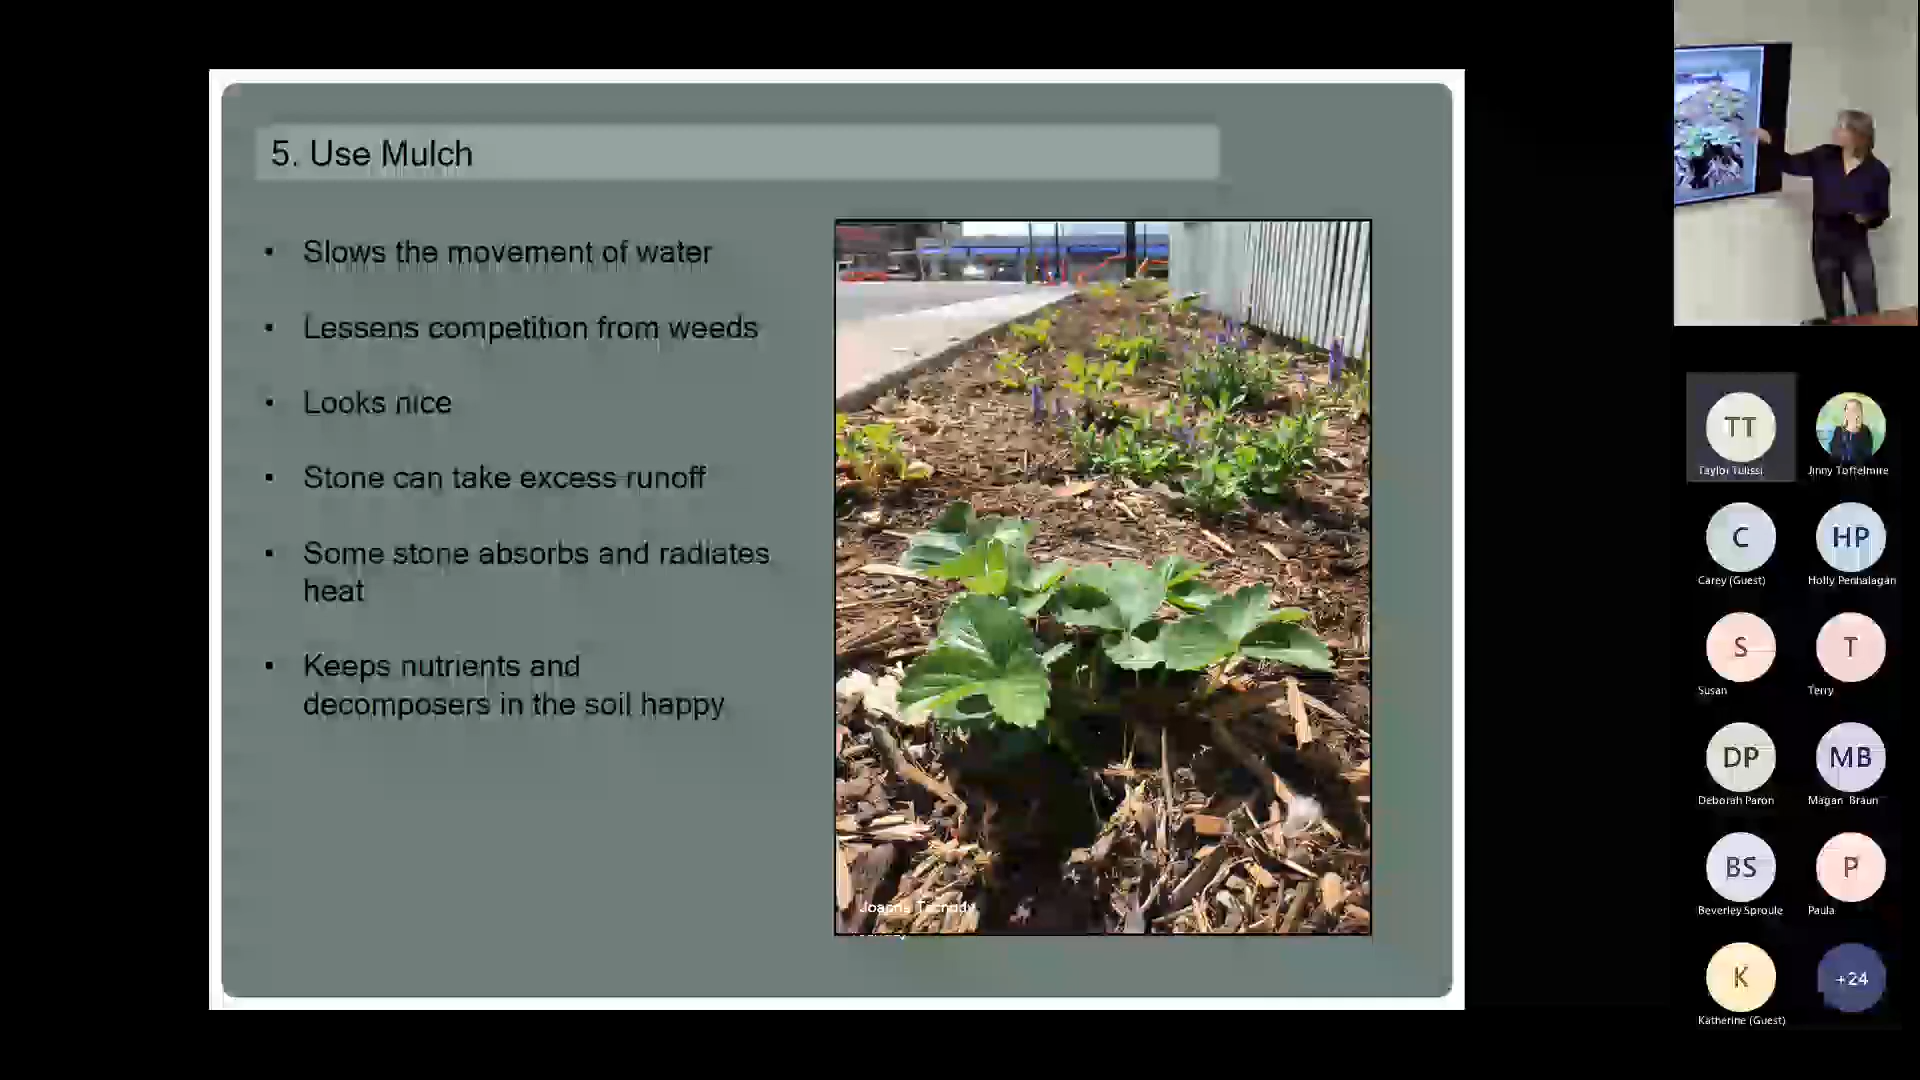 5. Use Mulch
• Slows the movement of water
• Lessens competition from weeds
• Looks nice
• Stone can take excess runoff
• Some stone absorbs and radiates
heat
• Keeps nutrients and
decomposers in the soil happy
TT
Taylor Tulissi
Jinny Toffelmire
C
Carey (Guest)
HP
Holly Penhalagan
S
Susan
T
Terry
DP
Deborah Paron
MB
Magan Braun
BS
Beverley Sproule
P
Paula
K
Katherine (Guest)
+24